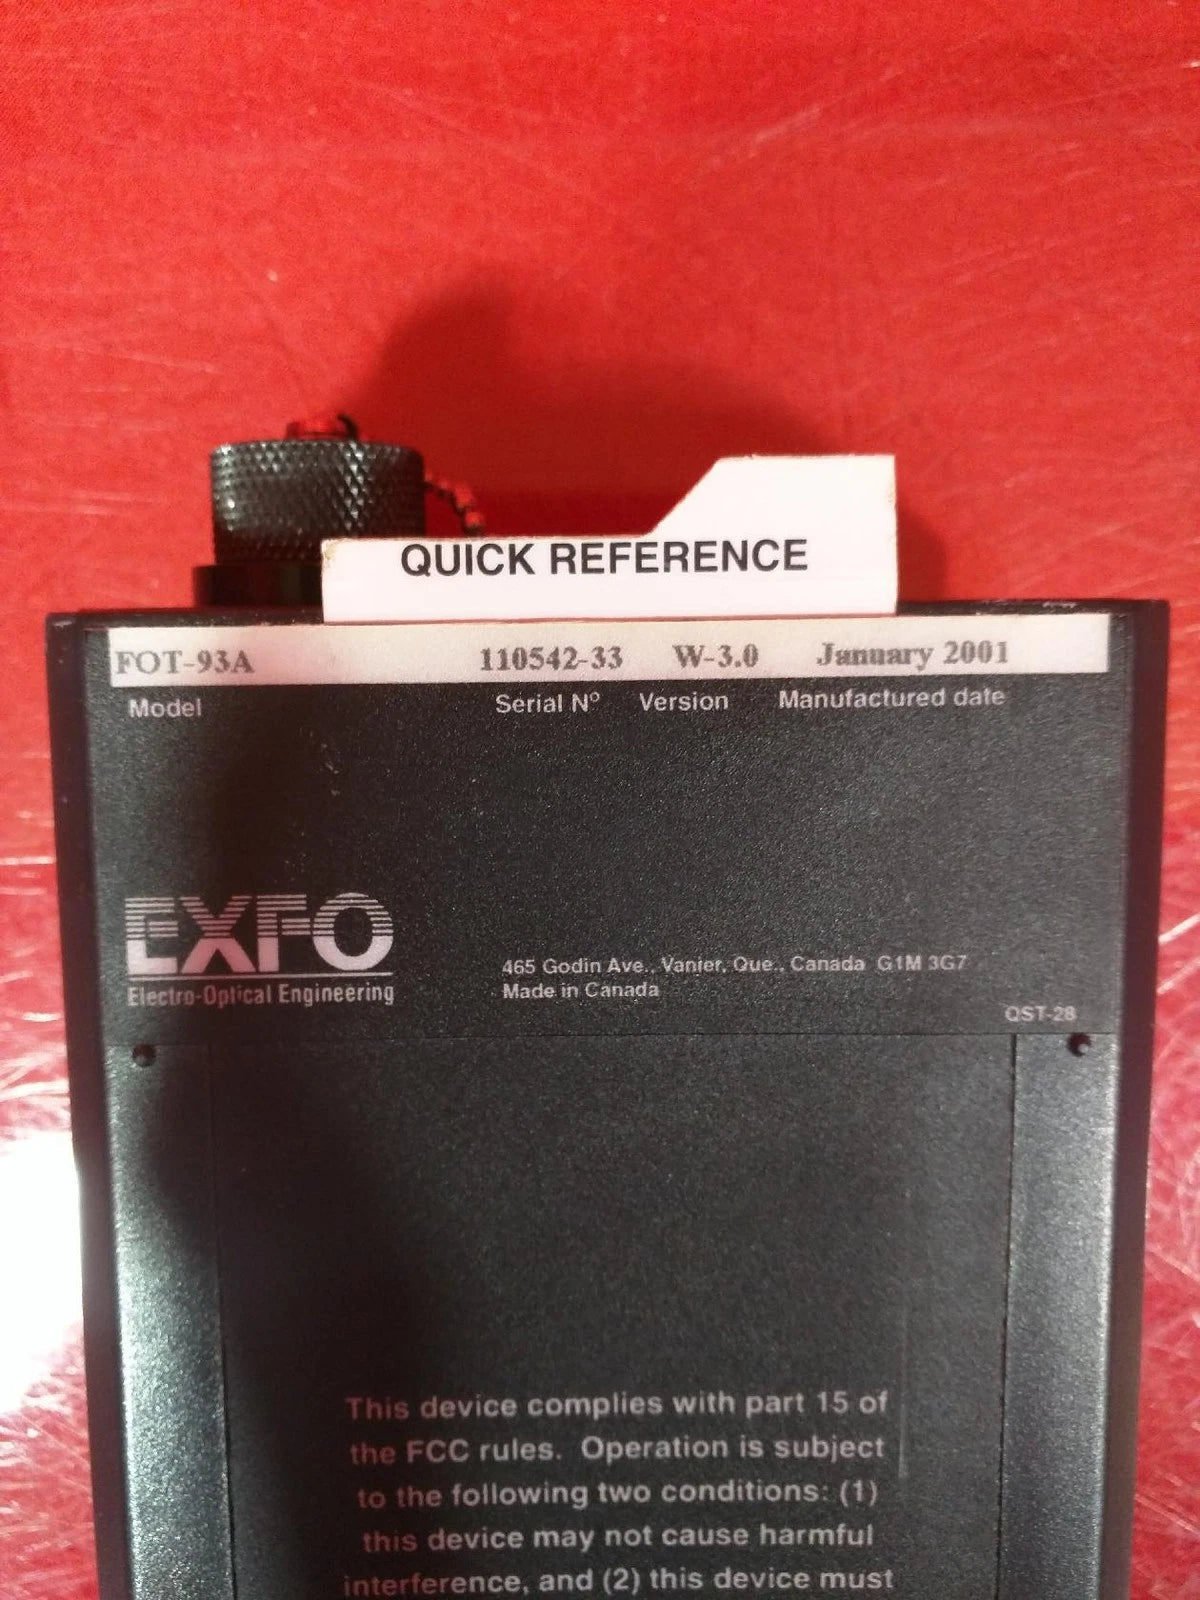 QUICK REFERENCE
FOT-93A 110542-33 W-3.0 January 2001
Model Serial Nº Version Manufactured date
EXFO
Electro-Optical Engineering
465 Godin Ave., Vanier, Que., Canada G1M 3G7
Made in Canada
QST-28
This device complies with part 15 of
the FCC rules. Operation is subject
to the following two conditions: (1)
this device may not cause harmful
interference, and (2) this device must